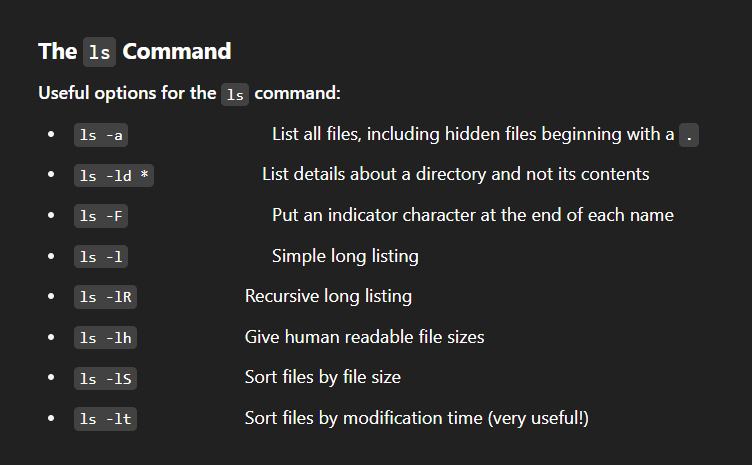 The ls Command
Useful options for the ls command:
• ls -a List all files, including hidden files beginning with a .
• ls -ld * List details about a directory and not its contents
• ls -F Put an indicator character at the end of each name
• ls -l Simple long listing
• ls -lR Recursive long listing
• ls -lh Give human readable file sizes
• ls -lS Sort files by file size
• ls -lt Sort files by modification time (very useful!)